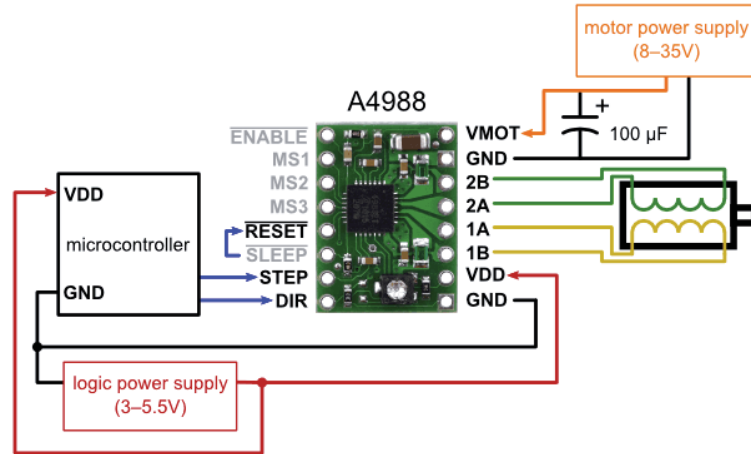 motor power supply
(8–35V)
A4988
ENABLE
VMOT
+
100 µF
MS1
GND
MS2
2B
MS3
2A
VDD
RESET
1A
microcontroller
SLEEP
1B
STEP
VDD
GND
DIR
GND
logic power supply
(3–5.5V)